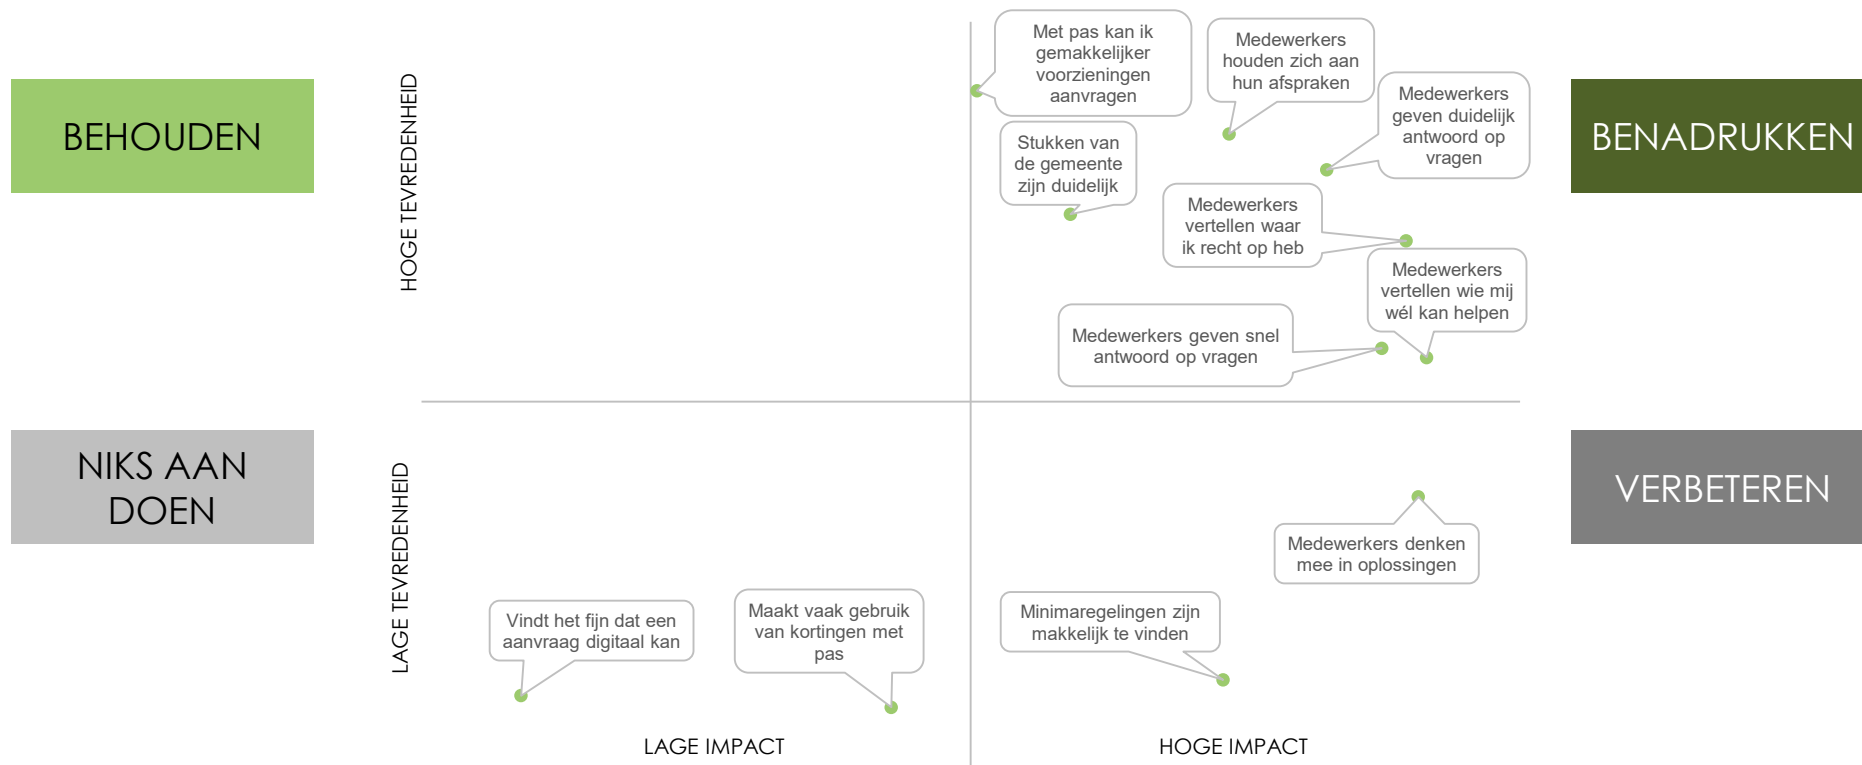 BEHOUDEN
NIKS AAN
DOEN
HOGE TEVREDENHEID
LAGE TEVREDENHEID
Met pas kan ik
gemakkelijker
voorzieningen
aanvragen
Medewerkers
houden zich aan
hun afspraken
Medewerkers
geven duidelijk
antwoord op
vragen
Stukken van
de gemeente
zijn duidelijk
Medewerkers
vertellen waar
ik recht op heb
Medewerkers
vertellen wie mij
wél kan helpen
Medewerkers geven snel
antwoord op vragen
Medewerkers denken
mee in oplossingen
Vindt het fijn dat een
aanvraag digitaal kan
Maakt vaak gebruik
van kortingen met
pas
Minimaregelingen zijn
makkelijk te vinden
LAGE IMPACT
HOGE IMPACT
BENADRUKKEN
VERBETEREN